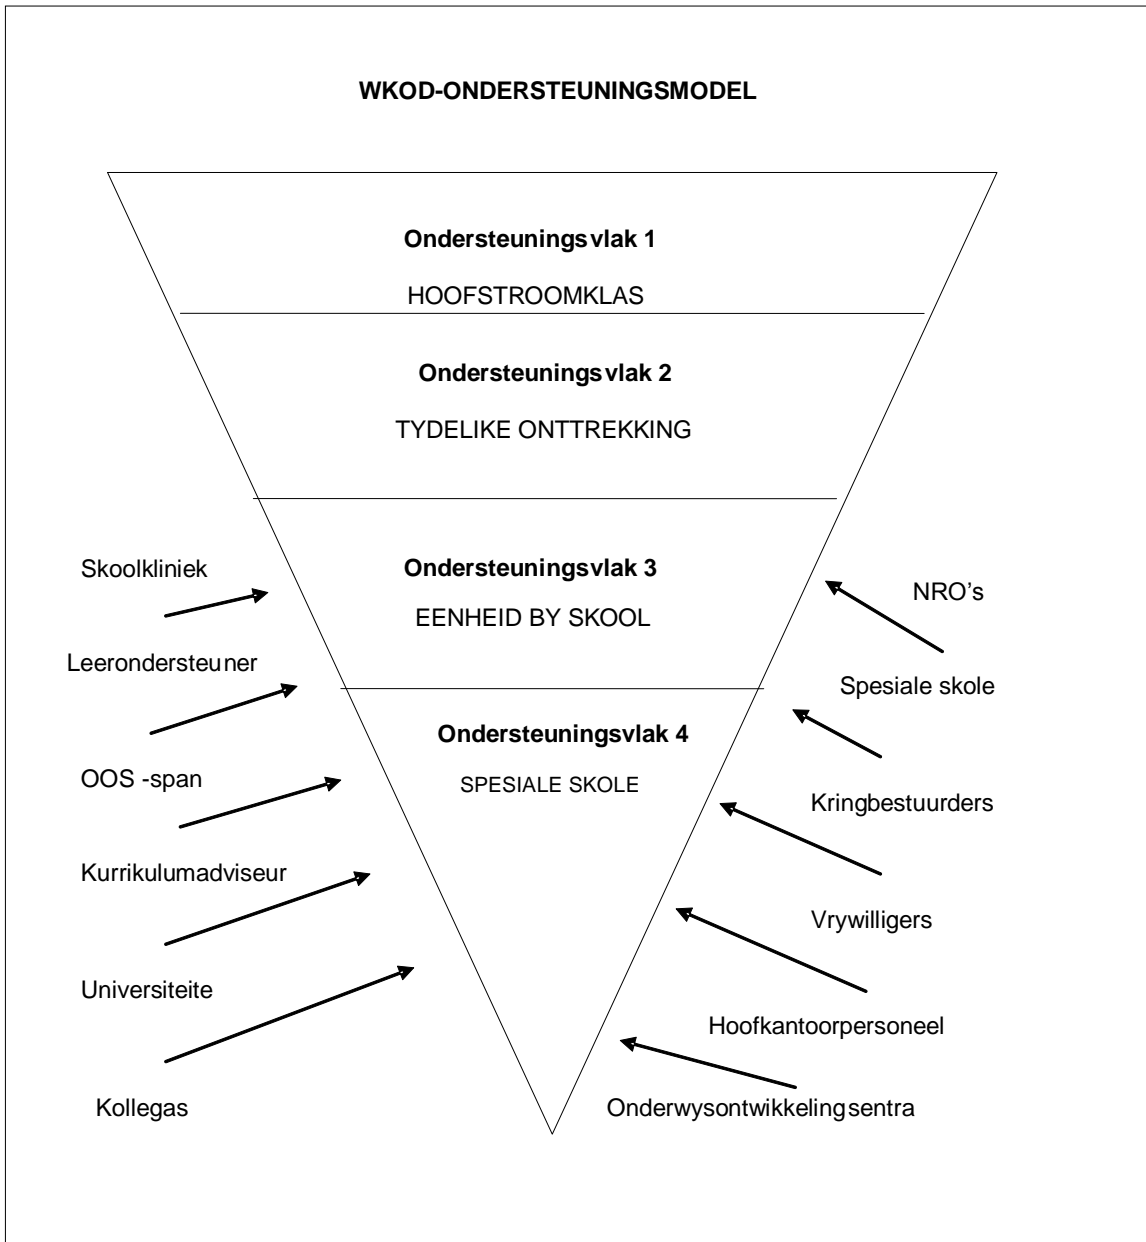 WKOD-ONDERSTEUNINGSMODEL
Ondersteuningsvlak 1
HOOFSTROOMKLAS
Ondersteuningsvlak 2
TYDELIKE ONTTREKKING
Ondersteuningsvlak 3
EENHEID BY SKOOL
Ondersteuningsvlak 4
SPESIALE SKOLE
Skoolkliniek
Leerondersteuner
OOS -span
Kurrikulumadviseur
Universiteite
Kollegas
NRO's
Spesiale skole
Kringbestuurders
Vrywilligers
Hoofkantoorpersoneel
Onderwysontwikkelingsentra